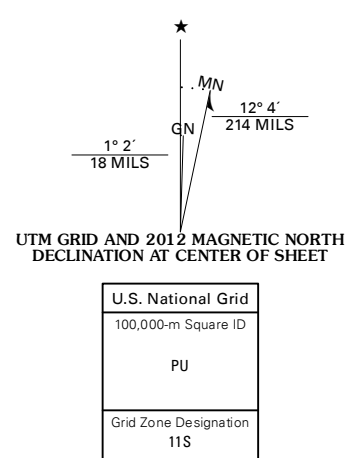 ★
MN
12° 4´
214 MILS
GN
1° 2´
18 MILS
UTM GRID AND 2012 MAGNETIC NORTH
DECLINATION AT CENTER OF SHEET
U.S. National Grid
100,000-m Square ID
PU
Grid Zone Designation
11S